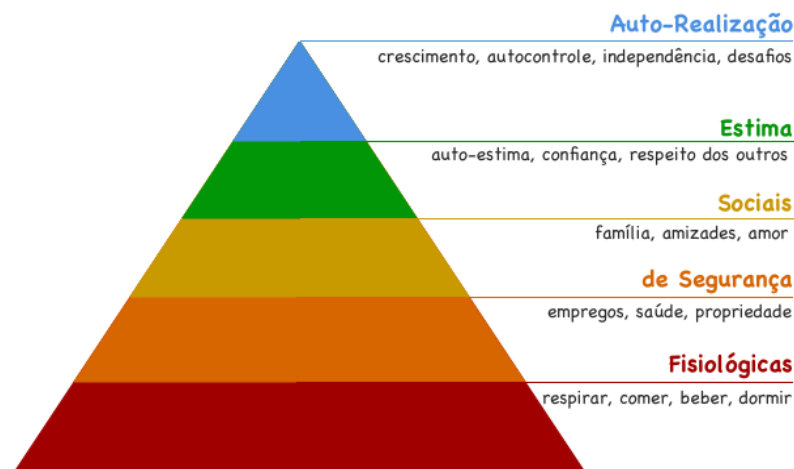 Auto-Realização
crescimento, autocontrole, independência, desafios
Estima
auto-estima, confiança, respeito dos outros
Sociais
família, amizades, amor
de Segurança
empregos, saúde, propriedade
Fisiológicas
respirar, comer, beber, dormir